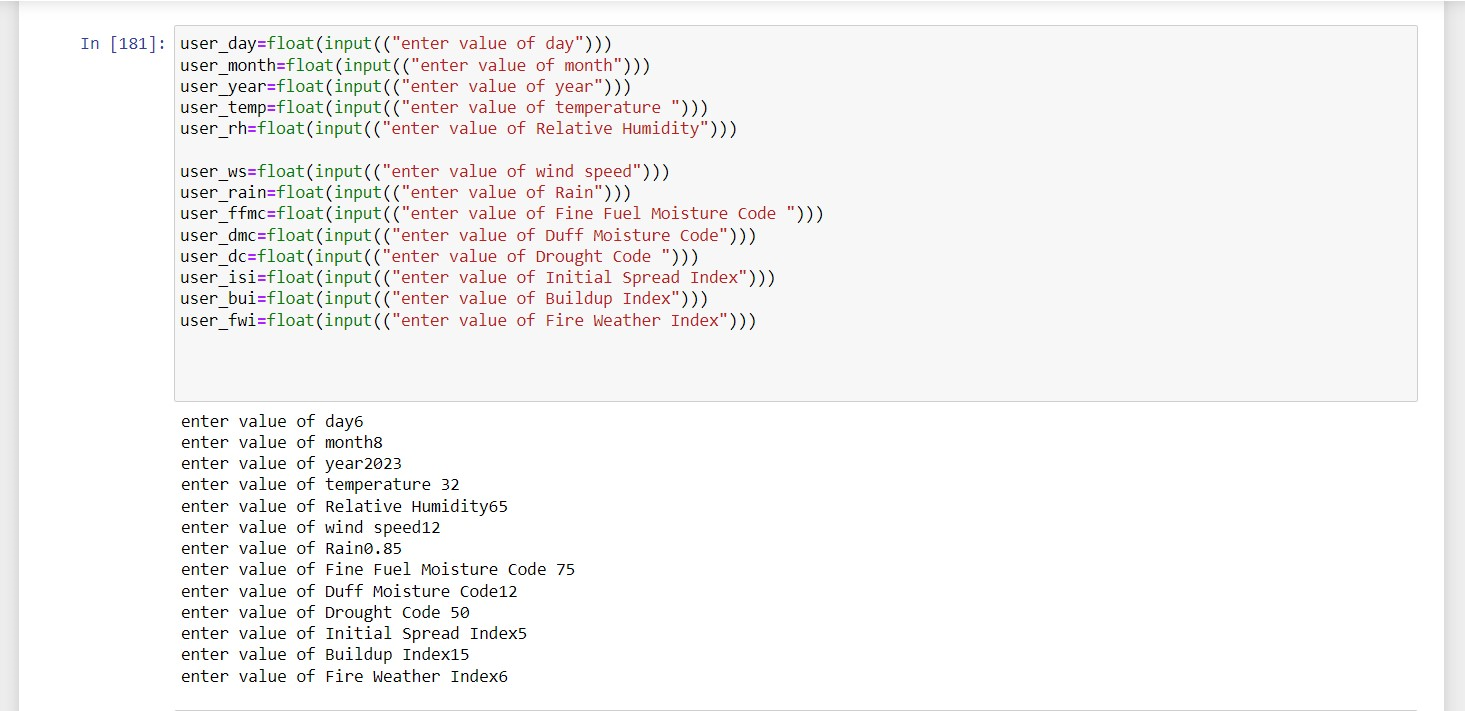 In [181]:
user_day=float(input(("enter value of day")))
user_month=float(input(("enter value of month")))
user_year=float(input(("enter value of year")))
user_temp=float(input(("enter value of temperature ")))
user_rh=float(input(("enter value of Relative Humidity")))
user_ws=float(input(("enter value of wind speed")))
user_rain=float(input(("enter value of Rain")))
user_ffmc=float(input(("enter value of Fine Fuel Moisture Code ")))
user_dmc=float(input(("enter value of Duff Moisture Code")))
user_dc=float(input(("enter value of Drought Code ")))
user_isi=float(input(("enter value of Initial Spread Index")))
user_bui=float(input(("enter value of Buildup Index")))
user_fwi=float(input(("enter value of Fire Weather Index")))
enter value of day6
enter value of month8
enter value of year2023
enter value of temperature 32
enter value of Relative Humidity65
enter value of wind speed12
enter value of Rain0.85
enter value of Fine Fuel Moisture Code 75
enter value of Duff Moisture Code12
enter value of Drought Code 50
enter value of Initial Spread Index5
enter value of Buildup Index15
enter value of Fire Weather Index6